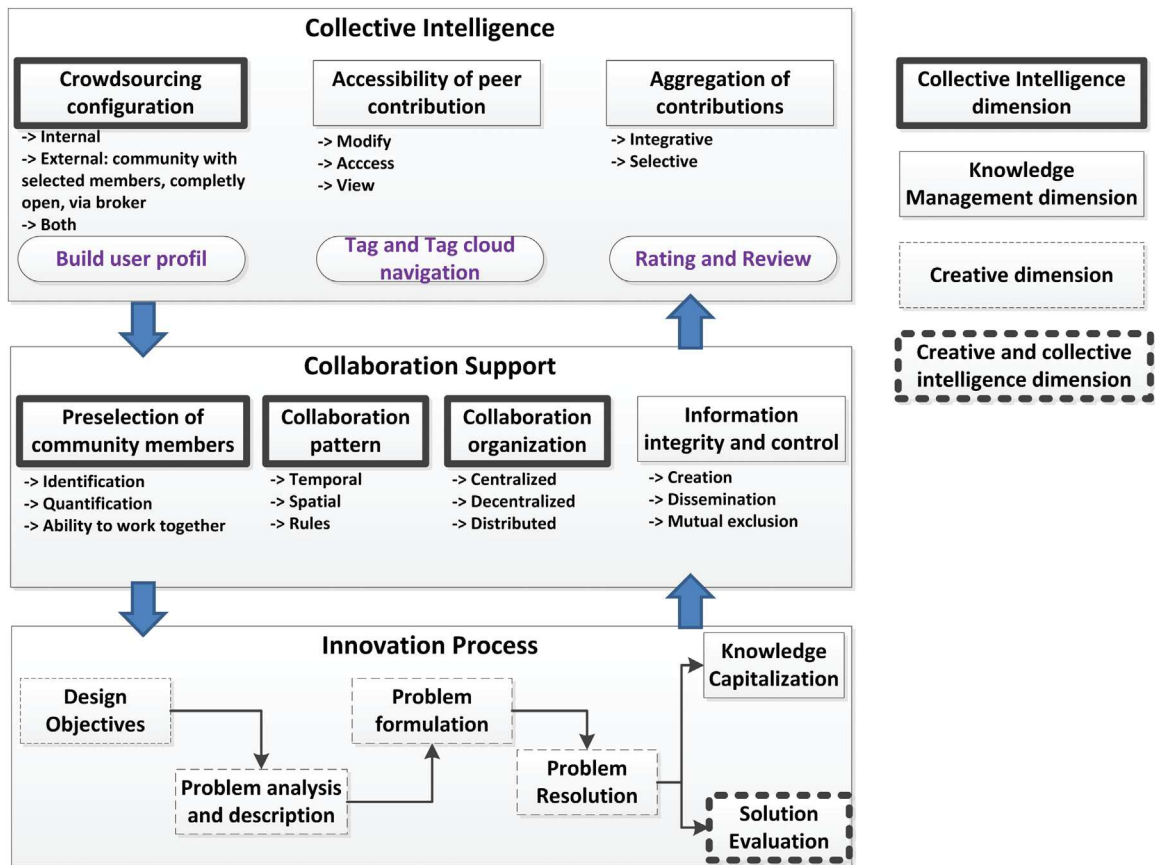 Collective Intelligence
Crowdsourcing
configuration
-> Internal
-> External: community with
selected members, completly
open, via broker
-> Both
Build user profil
Accessibility of peer
contribution
-> Modify
-> Acccess
-> View
Tag and Tag cloud
navigation
Aggregation of
contributions
-> Integrative
-> Selective
Rating and Review
Collective Intelligence
dimension
Knowledge
Management dimension
Creative dimension
Creative and collective
intelligence dimension
Collaboration Support
Preselection of
community members
-> Identification
-> Quantification
-> Ability to work together
Collaboration
pattern
-> Temporal
-> Spatial
-> Rules
Collaboration
organization
-> Centralized
-> Decentralized
-> Distributed
Information
integrity and control
-> Creation
-> Dissemination
-> Mutual exclusion
Innovation Process
Design
Objectives
Problem analysis
and description
Problem
formulation
Problem
Resolution
Knowledge
Capitalization
Solution
Evaluation